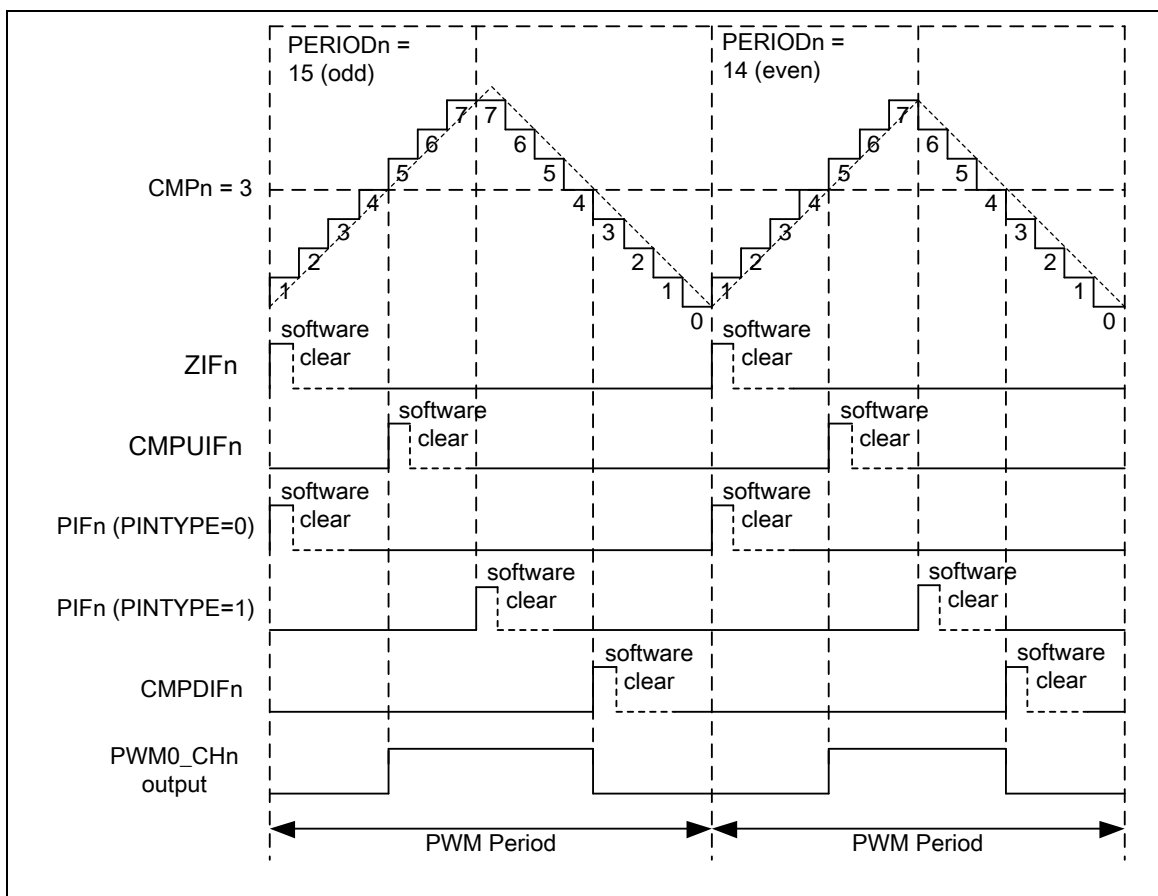 PERIODn =
15 (odd)
PERIODn =
14 (even)
CMPn = 3
1
2
3
4
5
6
7
7
6
5
4
3
2
1
0
1
2
3
4
5
6
7
6
5
4
3
2
1
0
ZIFn
software
clear
software
clear
CMPUIFn
software
clear
software
clear
PIFn (PINTYPE=0)
software
clear
software
clear
PIFn (PINTYPE=1)
software
clear
software
clear
CMPDIFn
software
clear
software
clear
PWM0_CHn
output
PWM Period
PWM Period